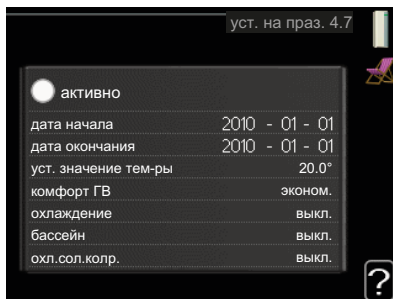 уст. на праз. 4.7
активно
дата начала 2010 - 01 - 01
дата окончания 2010 - 01 - 01
уст. значение тем-ры 20.0°
комфорт ГВ эконом.
охлаждение выкл.
бассейн выкл.
охл.сол.колр. выкл.
?